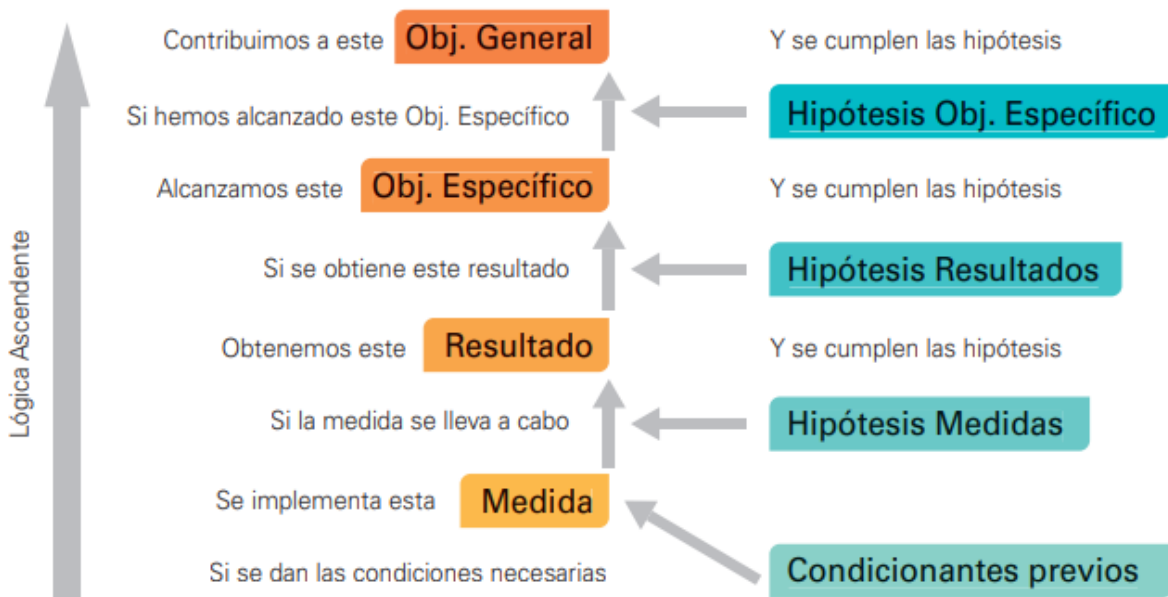 Contribuimos a este Obj. General
Y se cumplen las hipótesis
Si hemos alcanzado este Obj. Específico
Hipótesis Obj. Específico
Alcanzamos este Obj. Específico
Y se cumplen las hipótesis
Si se obtiene este resultado
Hipótesis Resultados
Obtenemos este Resultado
Y se cumplen las hipótesis
Si la medida se lleva a cabo
Hipótesis Medidas
Se implementa esta Medida
Si se dan las condiciones necesarias
Condicionantes previos
Lógica Ascendente